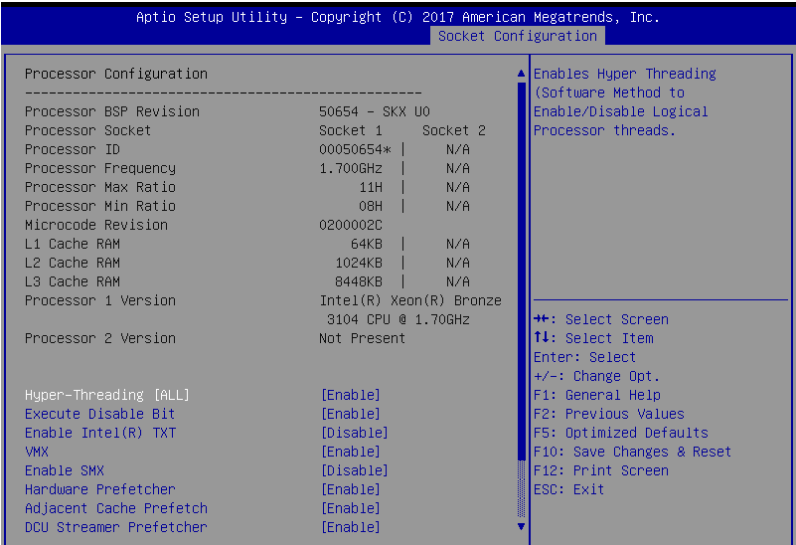 Aptio Setup Utility – Copyright (C) 2017 American Megatrends, Inc.
Socket Configuration
Processor Configuration
--------------------------------------------------
Processor BSP Revision 50654 - SKX U0
Processor Socket Socket 1 Socket 2
Processor ID 00050654* | N/A
Processor Frequency 1.700GHz | N/A
Processor Max Ratio 11H | N/A
Processor Min Ratio 08H | N/A
Microcode Revision 0200002C
L1 Cache RAM 64KB | N/A
L2 Cache RAM 1024KB | N/A
L3 Cache RAM 8448KB | N/A
Processor 1 Version Intel(R) Xeon(R) Bronze
3104 CPU @ 1.70GHz
Processor 2 Version Not Present
Hyper-Threading [ALL] [Enable]
Execute Disable Bit [Enable]
Enable Intel(R) TXT [Disable]
VMX [Enable]
Enable SMX [Disable]
Hardware Prefetcher [Enable]
Adjacent Cache Prefetch [Enable]
DCU Streamer Prefetcher [Enable]
Enables Hyper Threading
(Software Method to
Enable/Disable Logical
Processor threads.
→←: Select Screen
↑↓: Select Item
Enter: Select
+/-: Change Opt.
F1: General Help
F2: Previous Values
F5: Optimized Defaults
F10: Save Changes & Reset
F12: Print Screen
ESC: Exit